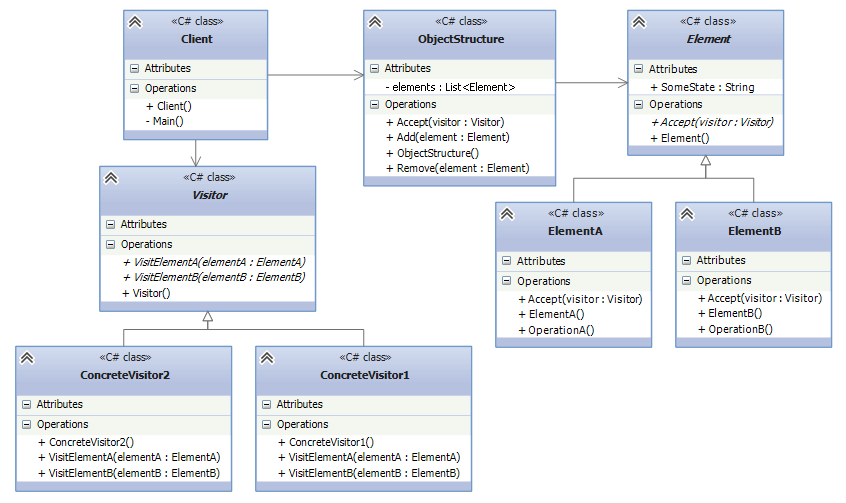 «C# class»
Client
Attributes
Operations
+ Client()
- Main()
«C# class»
ObjectStructure
Attributes
- elements : List<Element>
Operations
+ Accept(visitor : Visitor)
+ Add(element : Element)
+ ObjectStructure()
+ Remove(element : Element)
«C# class»
Element
Attributes
+ SomeState : String
Operations
+ Accept(visitor : Visitor)
+ Element()
«C# class»
Visitor
Attributes
Operations
+ VisitElementA(elementA : ElementA)
+ VisitElementB(elementB : ElementB)
+ Visitor()
«C# class»
ElementA
Attributes
Operations
+ Accept(visitor : Visitor)
+ ElementA()
+ OperationA()
«C# class»
ElementB
Attributes
Operations
+ Accept(visitor : Visitor)
+ ElementB()
+ OperationB()
«C# class»
ConcreteVisitor2
Attributes
Operations
+ ConcreteVisitor2()
+ VisitElementA(elementA : ElementA)
+ VisitElementB(elementB : ElementB)
«C# class»
ConcreteVisitor1
Attributes
Operations
+ ConcreteVisitor1()
+ VisitElementA(elementA : ElementA)
+ VisitElementB(elementB : ElementB)